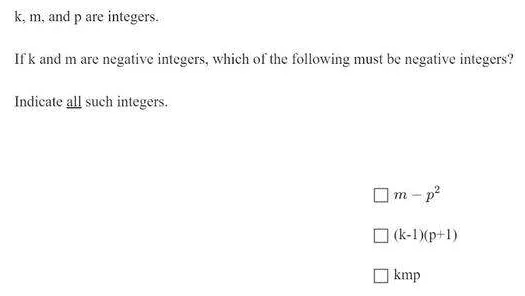 k, m, and p are integers.
If k and m are negative integers, which of the following must be negative integers?
Indicate all such integers.
m − p²
(k-1)(p+1)
kmp